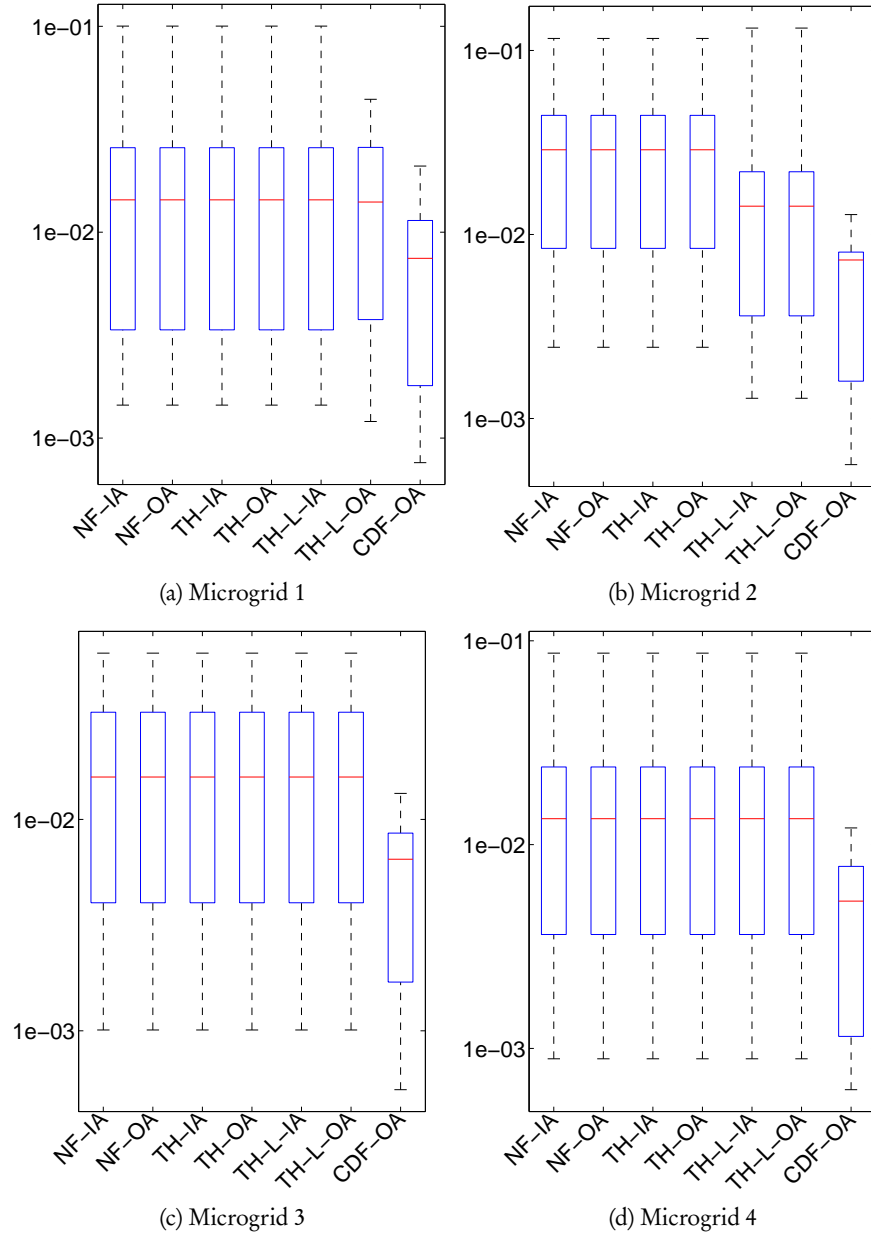 1e−01
1e−02
1e−03
NF−IA
NF−OA
TH−IA
TH−OA
TH−L−IA
TH−L−OA
CDF−OA
(a) Microgrid 1
1e−01
1e−02
1e−03
NF−IA
NF−OA
TH−IA
TH−OA
TH−L−IA
TH−L−OA
CDF−OA
(b) Microgrid 2
1e−02
1e−03
NF−IA
NF−OA
TH−IA
TH−OA
TH−L−IA
TH−L−OA
CDF−OA
(c) Microgrid 3
1e−01
1e−02
1e−03
NF−IA
NF−OA
TH−IA
TH−OA
TH−L−IA
TH−L−OA
CDF−OA
(d) Microgrid 4